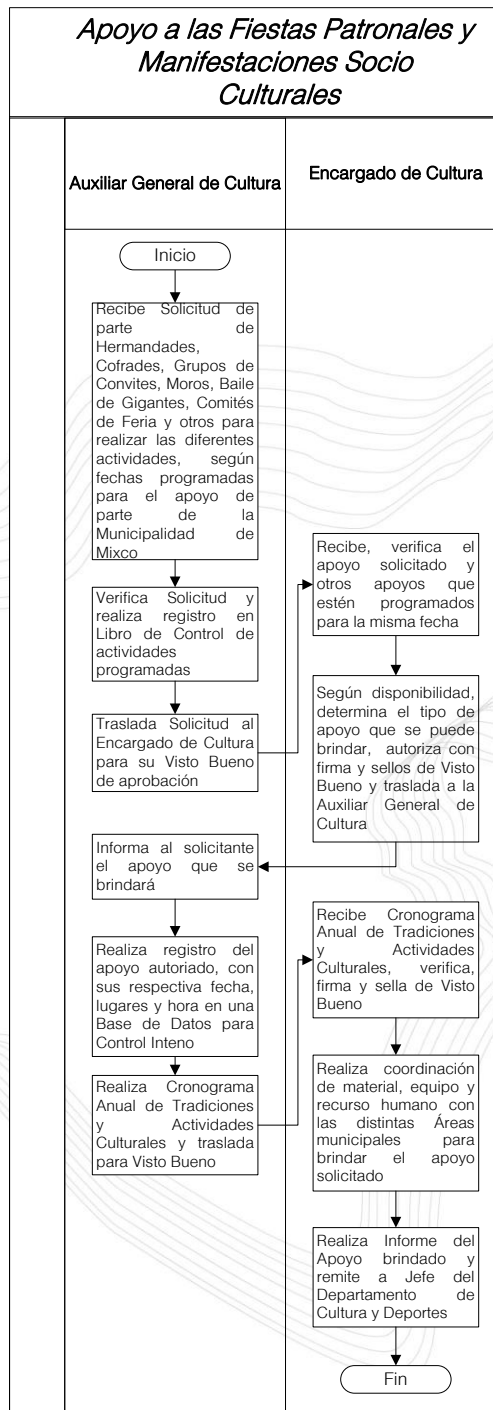 Apoyo a las Fiestas Patronales y
Manifestaciones Socio
Culturales
Auxiliar General de Cultura
Encargado de Cultura
Inicio
Recibe Solicitud de
parte de
Hermandades,
Cofrades, Grupos de
Convites, Moros, Baile
de Gigantes, Comités
de Feria y otros para
realizar las diferentes
actividades, según
fechas programadas
para el apoyo de
parte de la
Municipalidad de
Mixco
Verifica Solicitud y
realiza registro en
Libro de Control de
actividades
programadas
Traslada Solicitud al
Encargado de Cultura
para su Visto Bueno
de aprobación
Recibe, verifica el
apoyo solicitado y
otros apoyos que
estén programados
para la misma fecha
Según disponibilidad,
determina el tipo de
apoyo que se puede
brindar, autoriza con
firma y sellos de Visto
Bueno y traslada a la
Auxiliar General de
Cultura
Informa al solicitante
el apoyo que se
brindará
Realiza registro del
apoyo autoriado, con
sus respectiva fecha,
lugares y hora en una
Base de Datos para
Control Inteno
Realiza Cronograma
Anual de Tradiciones
y Actividades
Culturales y traslada
para Visto Bueno
Recibe Cronograma
Anual de Tradiciones
y Actividades
Culturales, verifica,
firma y sella de Visto
Bueno
Realiza coordinación
de material, equipo y
recurso humano con
las distintas Áreas
municipales para
brindar el apoyo
solicitado
Realiza Informe del
Apoyo brindado y
remite a Jefe del
Departamento de
Cultura y Deportes
Fin